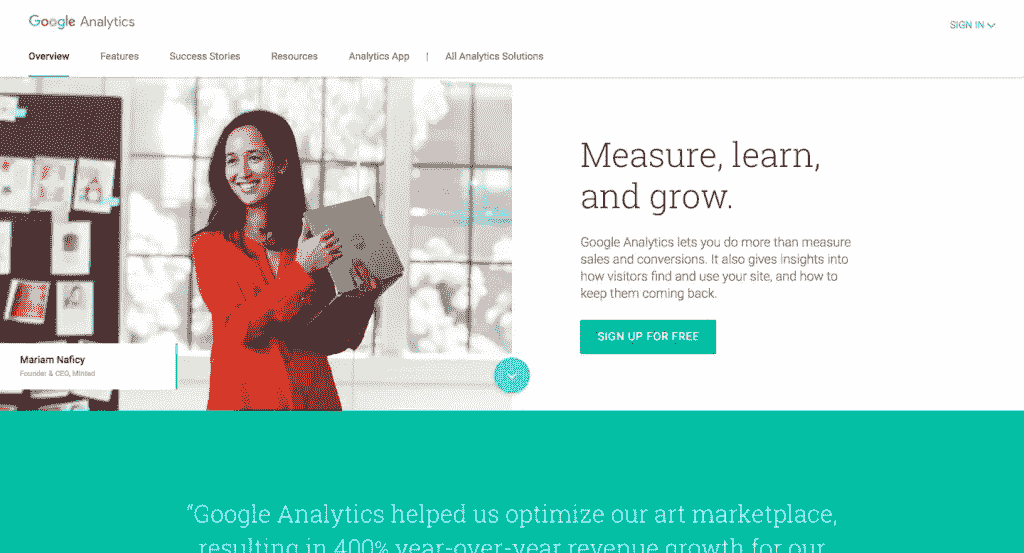 Google Analytics
SIGN IN
Overview
Features
Success Stories
Resources
Analytics App
|
All Analytics Solutions
Measure, learn,
and grow.
Google Analytics lets you do more than measure
sales and conversions. It also gives insights into
how visitors find and use your site, and how to
keep them coming back.
SIGN UP FOR FREE
Mariam Naficy
Founder & CEO, Minted
“Google Analytics helped us optimize our art marketplace,
resulting in 400% year-over-year revenue growth for our